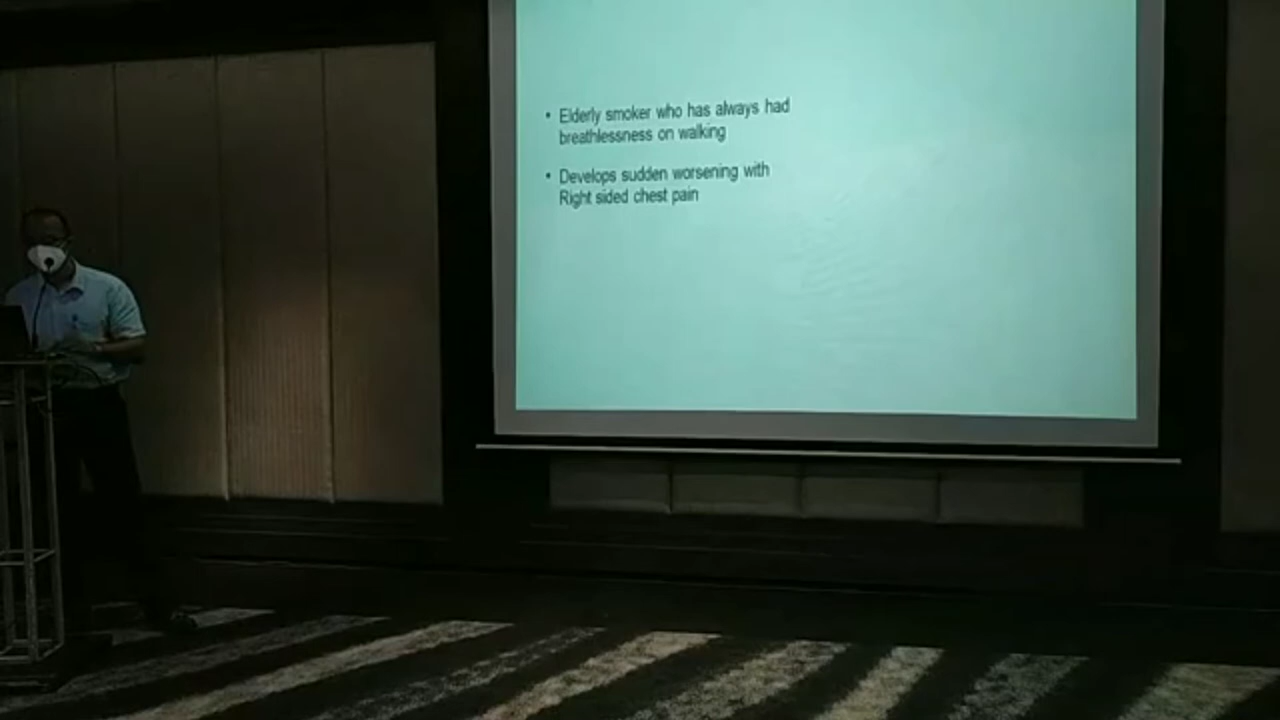 • Elderly smoker who has always had
breathlessness on walking
• Develops sudden worsening with
Right sided chest pain